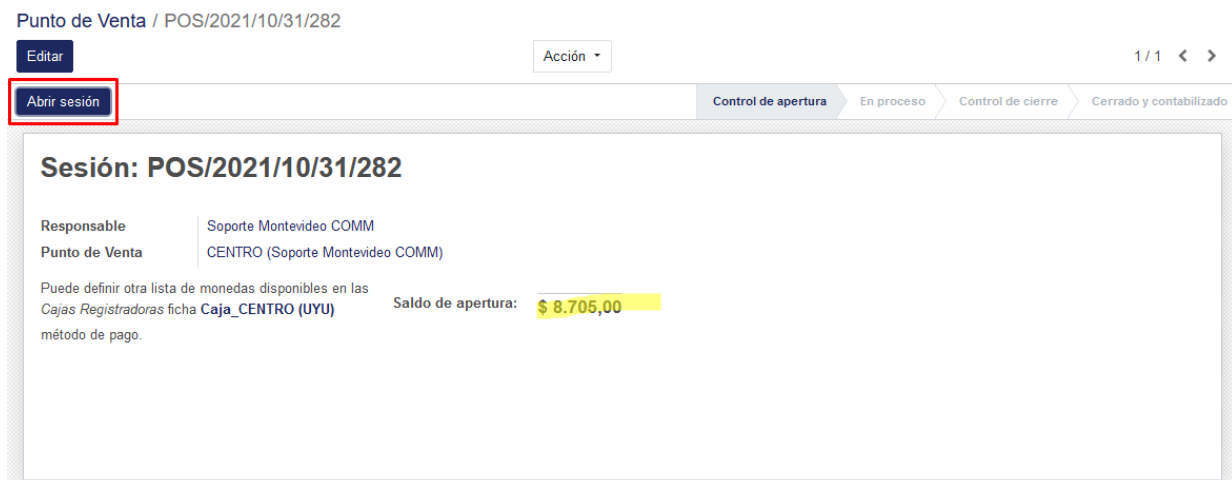 Punto de Venta / POS/2021/10/31/282
Editar
Acción
1 / 1
Abrir sesión
Control de apertura
En proceso
Control de cierre
Cerrado y contabilizado
Sesión: POS/2021/10/31/282
Responsable
Soporte Montevideo COMM
Punto de Venta
CENTRO (Soporte Montevideo COMM)
Puede definir otra lista de monedas disponibles en las
Cajas Registradoras ficha Caja_CENTRO (UYU)
método de pago.
Saldo de apertura:
$ 8.705,00